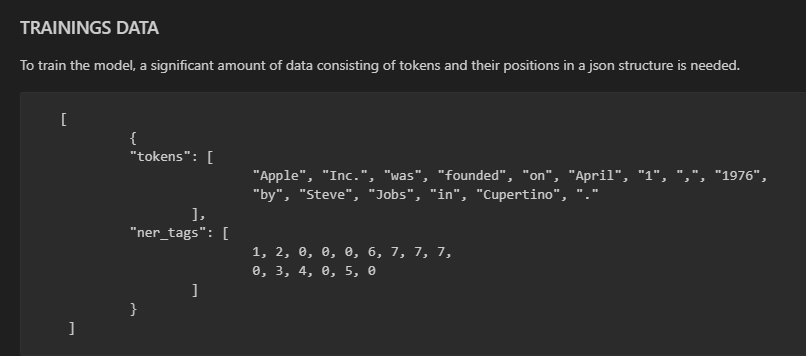 TRAININGS DATA
To train the model, a significant amount of data consisting of tokens and their positions in a json structure is needed.
[
{
"tokens": [
"Apple", "Inc.", "was", "founded", "on", "April", "1", ",", "1976",
"by", "Steve", "Jobs", "in", "Cupertino", "."
],
"ner_tags": [
1, 2, 0, 0, 0, 6, 7, 7, 7,
0, 3, 4, 0, 5, 0
]
}
]